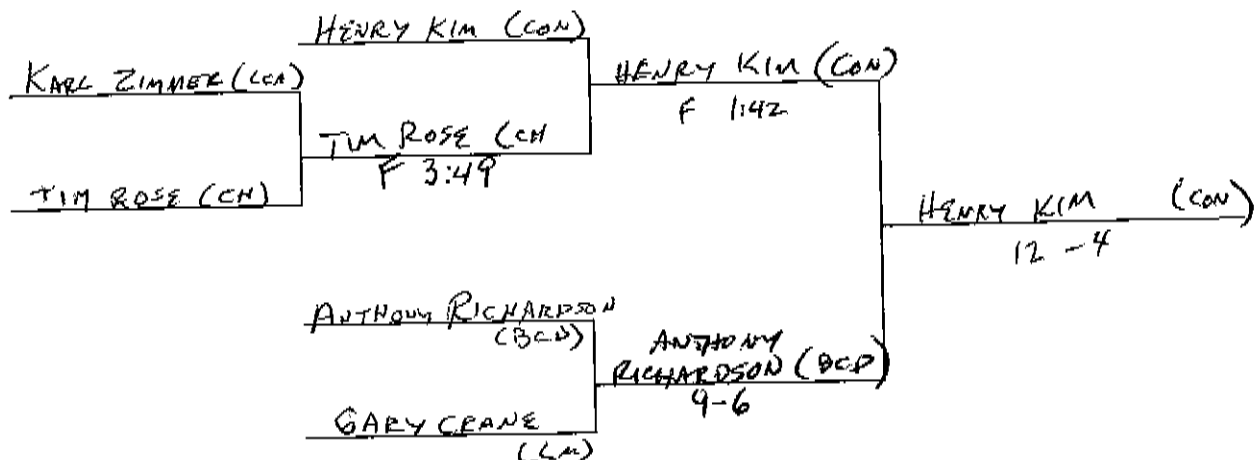 HENRY KIM (CON)
KARL ZIMMER (LCA)
HENRY KIM (CON)
F 1:42
TIM ROSE (CH
F 3:49
TIM ROSE (CH)
HENRY KIM (CON)
12-4
ANTHONY RICHARDSON
(BCD)
ANTHONY
RICHARDSON (BCD)
9-6
GARY CRANE